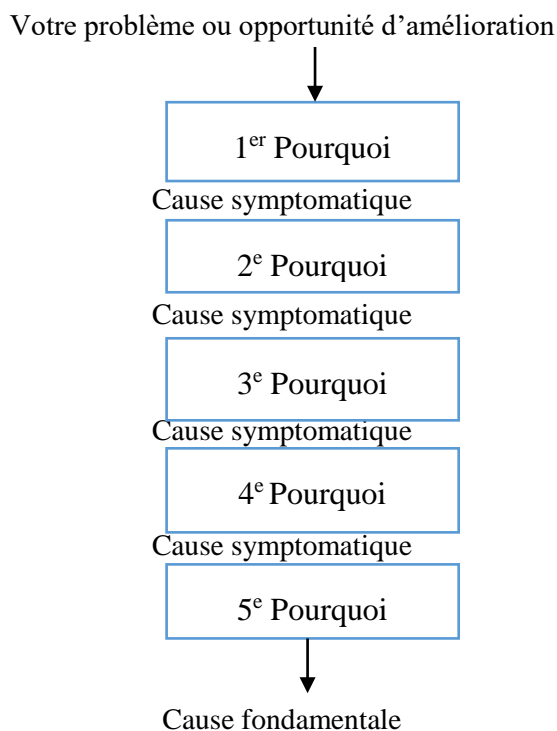 Votre problème ou opportunité d’amélioration
1er Pourquoi
Cause symptomatique
2e Pourquoi
Cause symptomatique
3e Pourquoi
Cause symptomatique
4e Pourquoi
Cause symptomatique
5e Pourquoi
Cause fondamentale